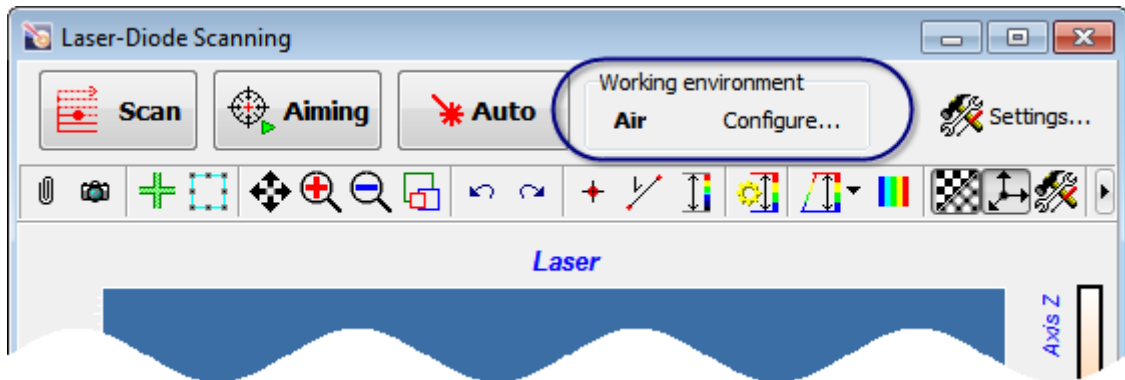 Laser-Diode Scanning
Scan
Aiming
Auto
Working environment
Air
Configure...
Settings...
Laser
Axis Z